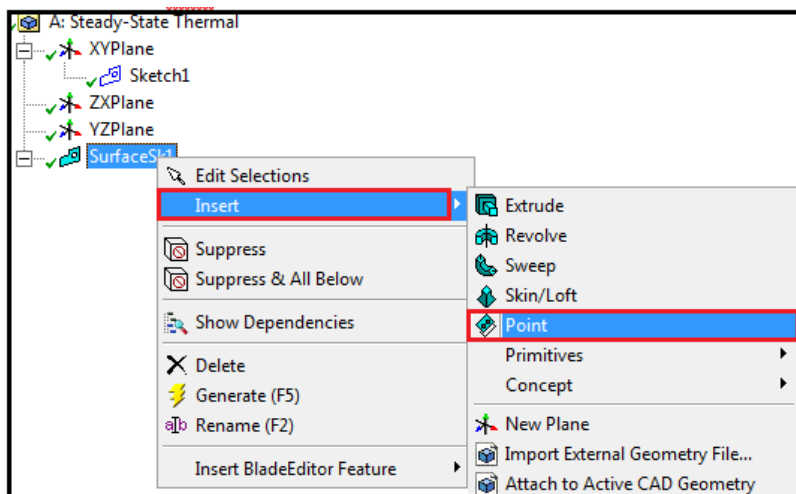 A: Steady-State Thermal
XYPlane
Sketch1
ZXPlane
YZPlane
SurfaceSk1
Edit Selections
Insert
Suppress
Suppress & All Below
Show Dependencies
Delete
Generate (F5)
Rename (F2)
Insert BladeEditor Feature
Extrude
Revolve
Sweep
Skin/Loft
Point
Primitives
Concept
New Plane
Import External Geometry File...
Attach to Active CAD Geometry